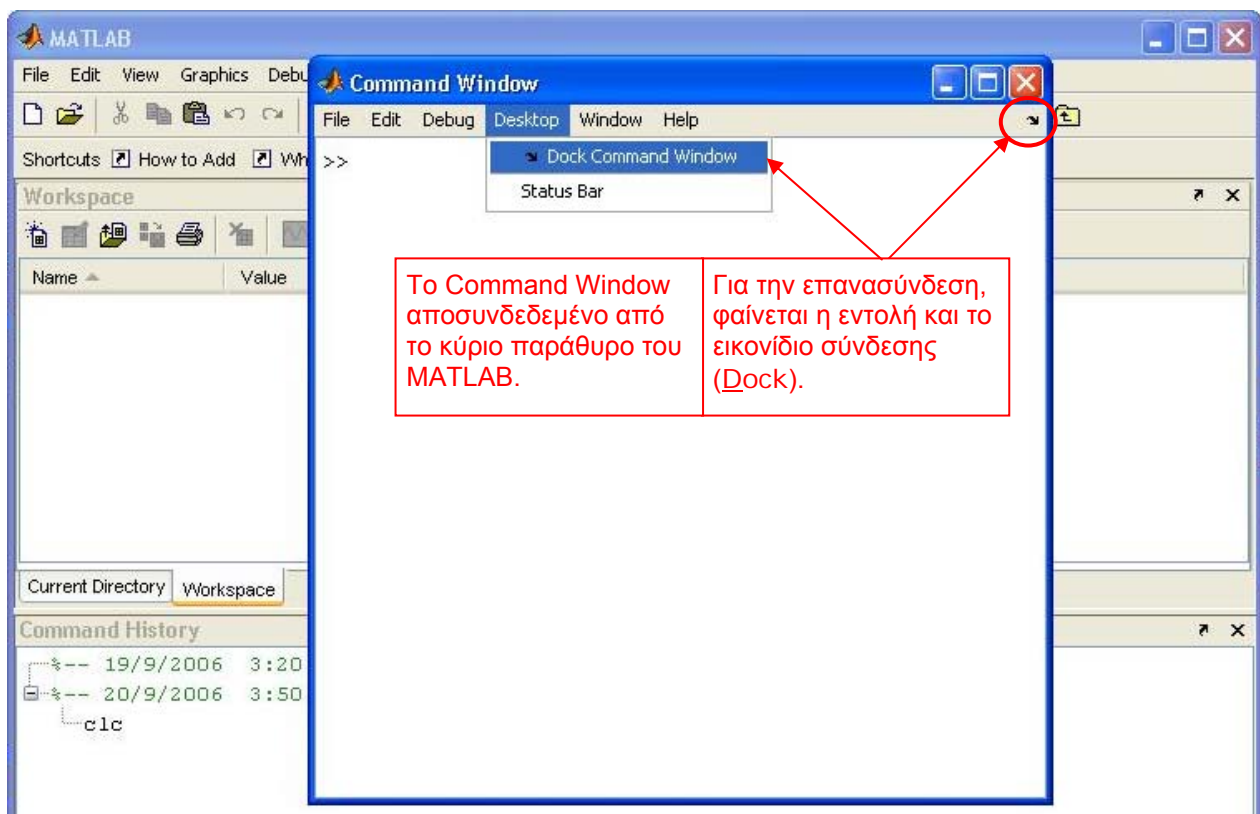 MATLAB
File Edit View Graphics Debu
Shortcuts How to Add Wh
Workspace
Name Value
Current Directory Workspace
Command History
%-- 19/9/2006 3:20
%-- 20/9/2006 3:50
clc
Command Window
File Edit Debug Desktop Window Help
>>
Dock Command Window
Status Bar
Το Command Window
αποσυνδεδεμένο από
το κύριο παράθυρο του
MATLAB.
Για την επανασύνδεση,
φαίνεται η εντολή και το
εικονίδιο σύνδεσης
(Dock).